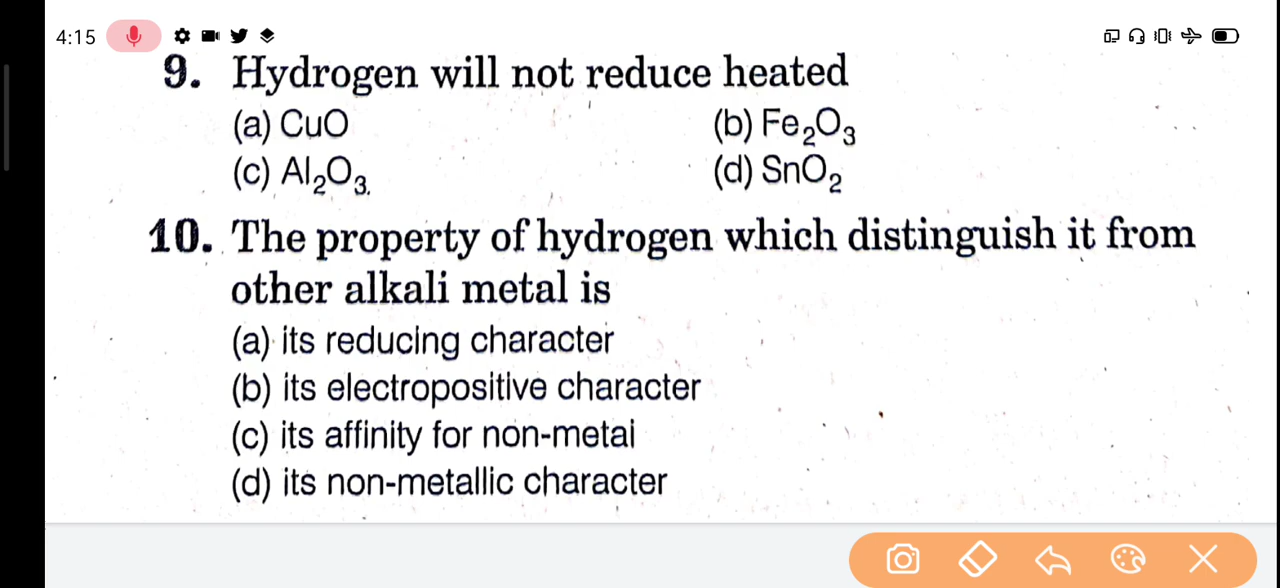 4:15
9. Hydrogen will not reduce heated
(a) CuO (b) Fe₂O₃
(c) Al₂O₃. (d) SnO₂
10. The property of hydrogen which distinguish it from
other alkali metal is
(a) its reducing character
(b) its electropositive character
(c) its affinity for non-metal
(d) its non-metallic character